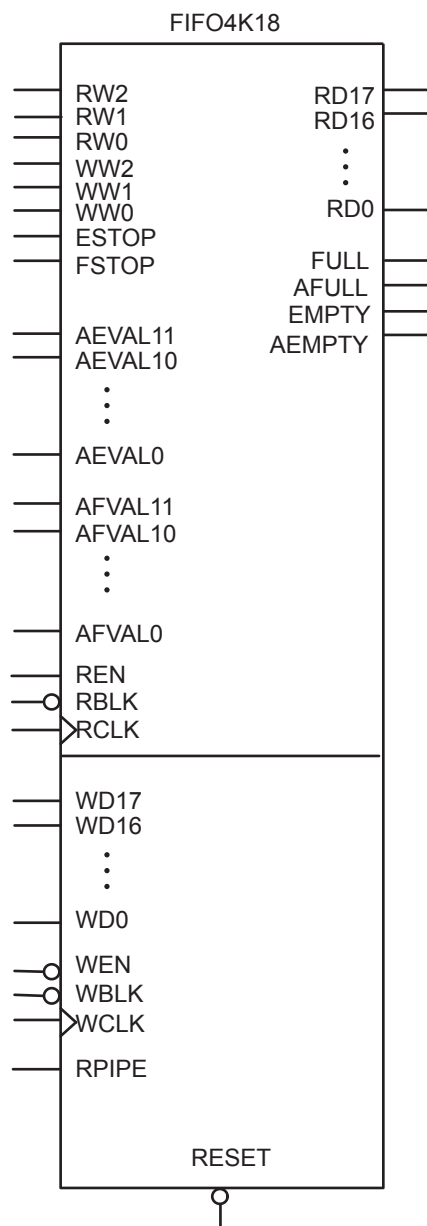 FIFO4K18
RW2
RW1
RW0
WW2
WW1
WW0
ESTOP
FSTOP
AEVAL11
AEVAL10
AEVAL0
AFVAL11
AFVAL10
AFVAL0
REN
RBLK
RCLK
RD17
RD16
RD0
FULL
AFULL
EMPTY
AEMPTY
WD17
WD16
WD0
WEN
WBLK
WCLK
RPIPE
RESET